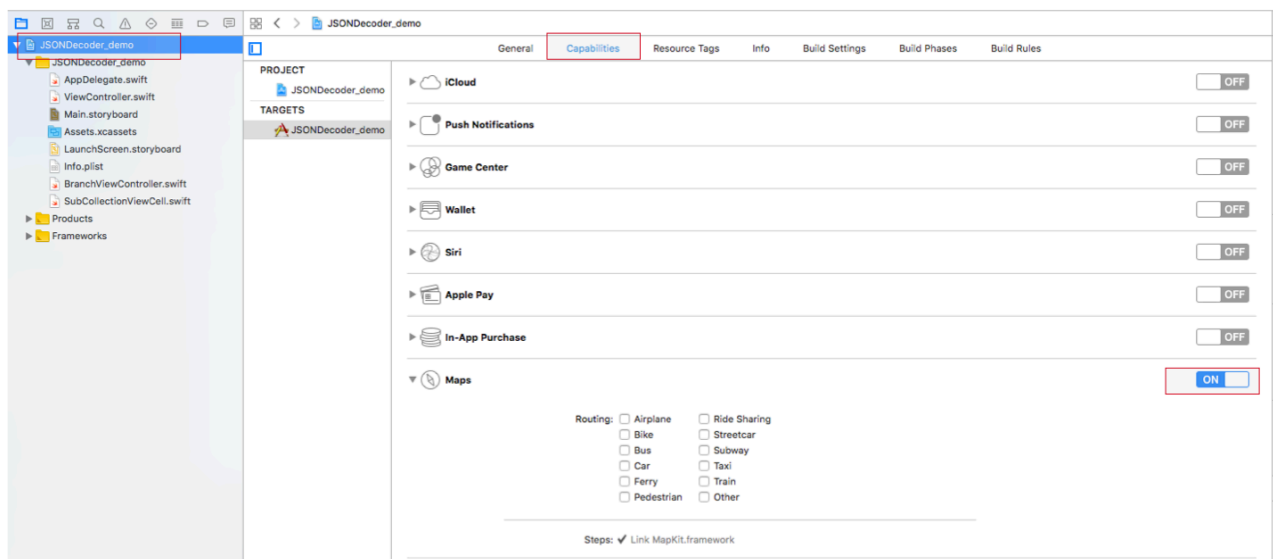 JSONDecoder_demo
JSONDecoder_demo
JSONDecoder_demo
AppDelegate.swift
ViewController.swift
Main.storyboard
Assets.xcassets
LaunchScreen.storyboard
Info.plist
BranchViewController.swift
SubCollectionViewCell.swift
Products
Frameworks
General Capabilities Resource Tags Info Build Settings Build Phases Build Rules
PROJECT
JSONDecoder_demo
TARGETS
JSONDecoder_demo
iCloud OFF
Push Notifications OFF
Game Center OFF
Wallet OFF
Siri OFF
Apple Pay OFF
In-App Purchase OFF
Maps ON
Routing: Airplane Ride Sharing
Bike Streetcar
Bus Subway
Car Taxi
Ferry Train
Pedestrian Other
Steps: ✔ Link MapKit.framework